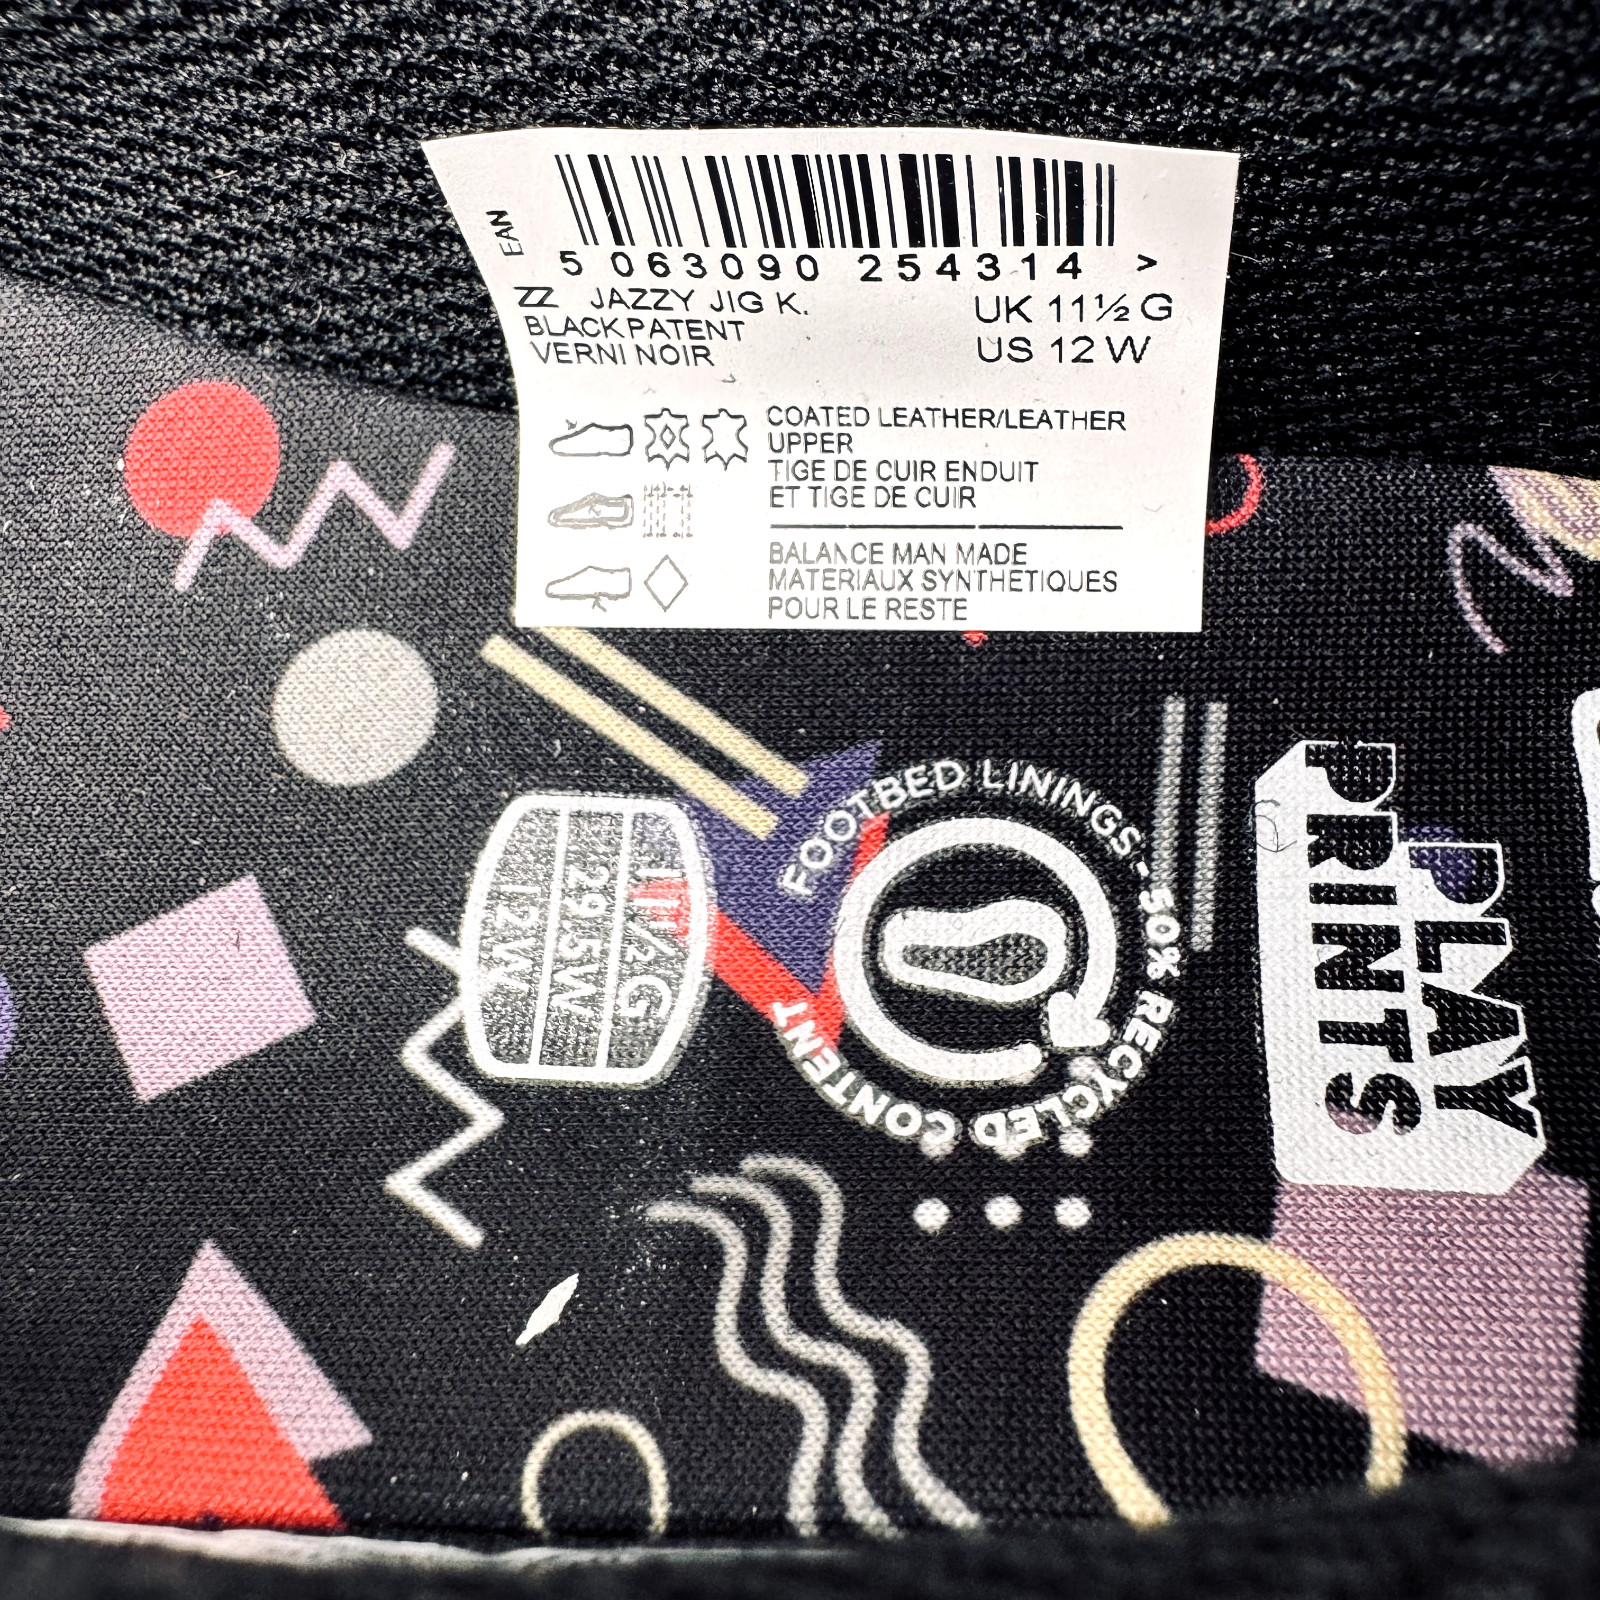 EAN
5 063090 254314 >
ZZ JAZZY JIG K.
BLACK PATENT
VERNI NOIR
UK 11½ G
US 12 W
COATED LEATHER/LEATHER
UPPER
TIGE DE CUIR ENDUIT
ET TIGE DE CUIR
BALANCE MAN MADE
MATERIAUX SYNTHETIQUES
POUR LE RESTE
11½G
29.5W
12W
FOOTBED LININGS - 50% RECYCLED CONTENT
PLAY
PRINTS